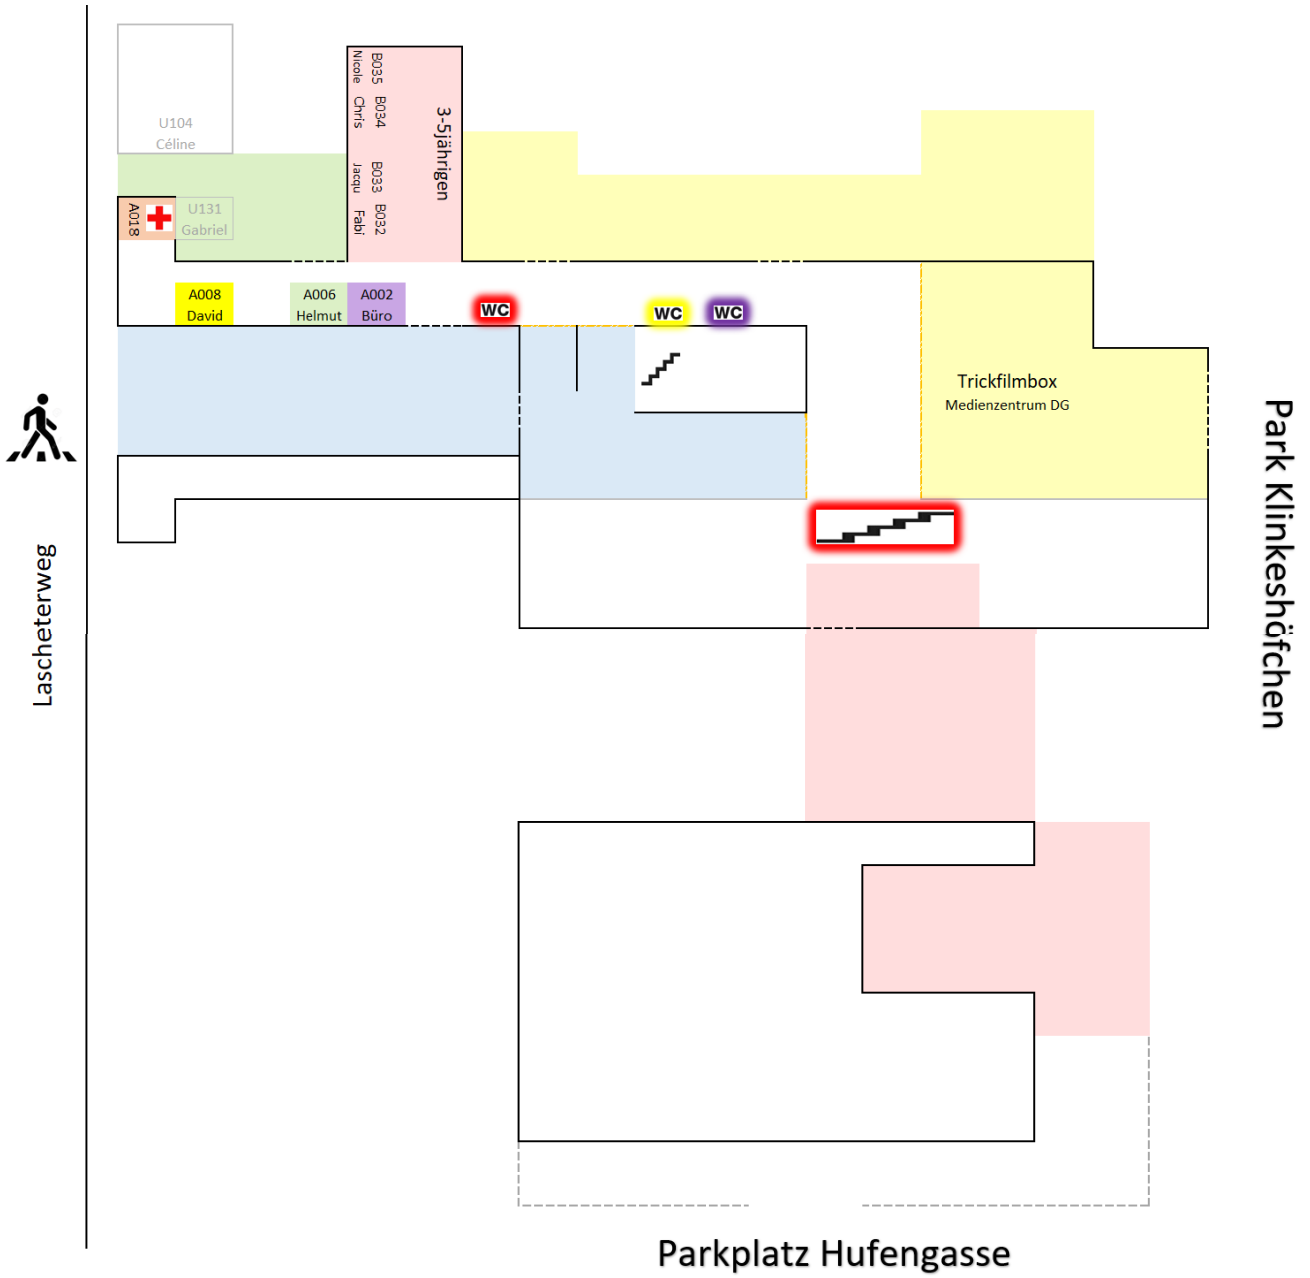 U104
Céline
A018
U131
Gabriel
B035
Nicole
B034
Chris
B033
Jacqu
B032
Fabi
3-5jährigen
A008
David
A006
Helmut
A002
Büro
WC
WC
WC
Trickfilmbox
Medienzentrum DG
Lascheterweg
Park Klinkeshöfchen
Parkplatz Hufengasse